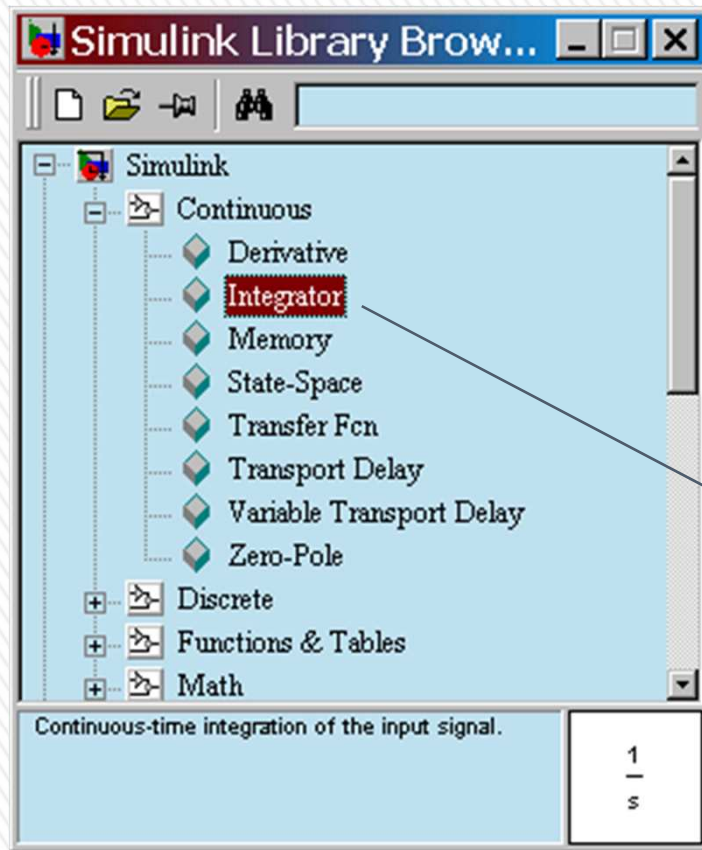 Simulink Library Brow...
Simulink
Continuous
Derivative
Integrator
Memory
State-Space
Transfer Fcn
Transport Delay
Variable Transport Delay
Zero-Pole
Discrete
Functions & Tables
Math
Continuous-time integration of the input signal.
1
s